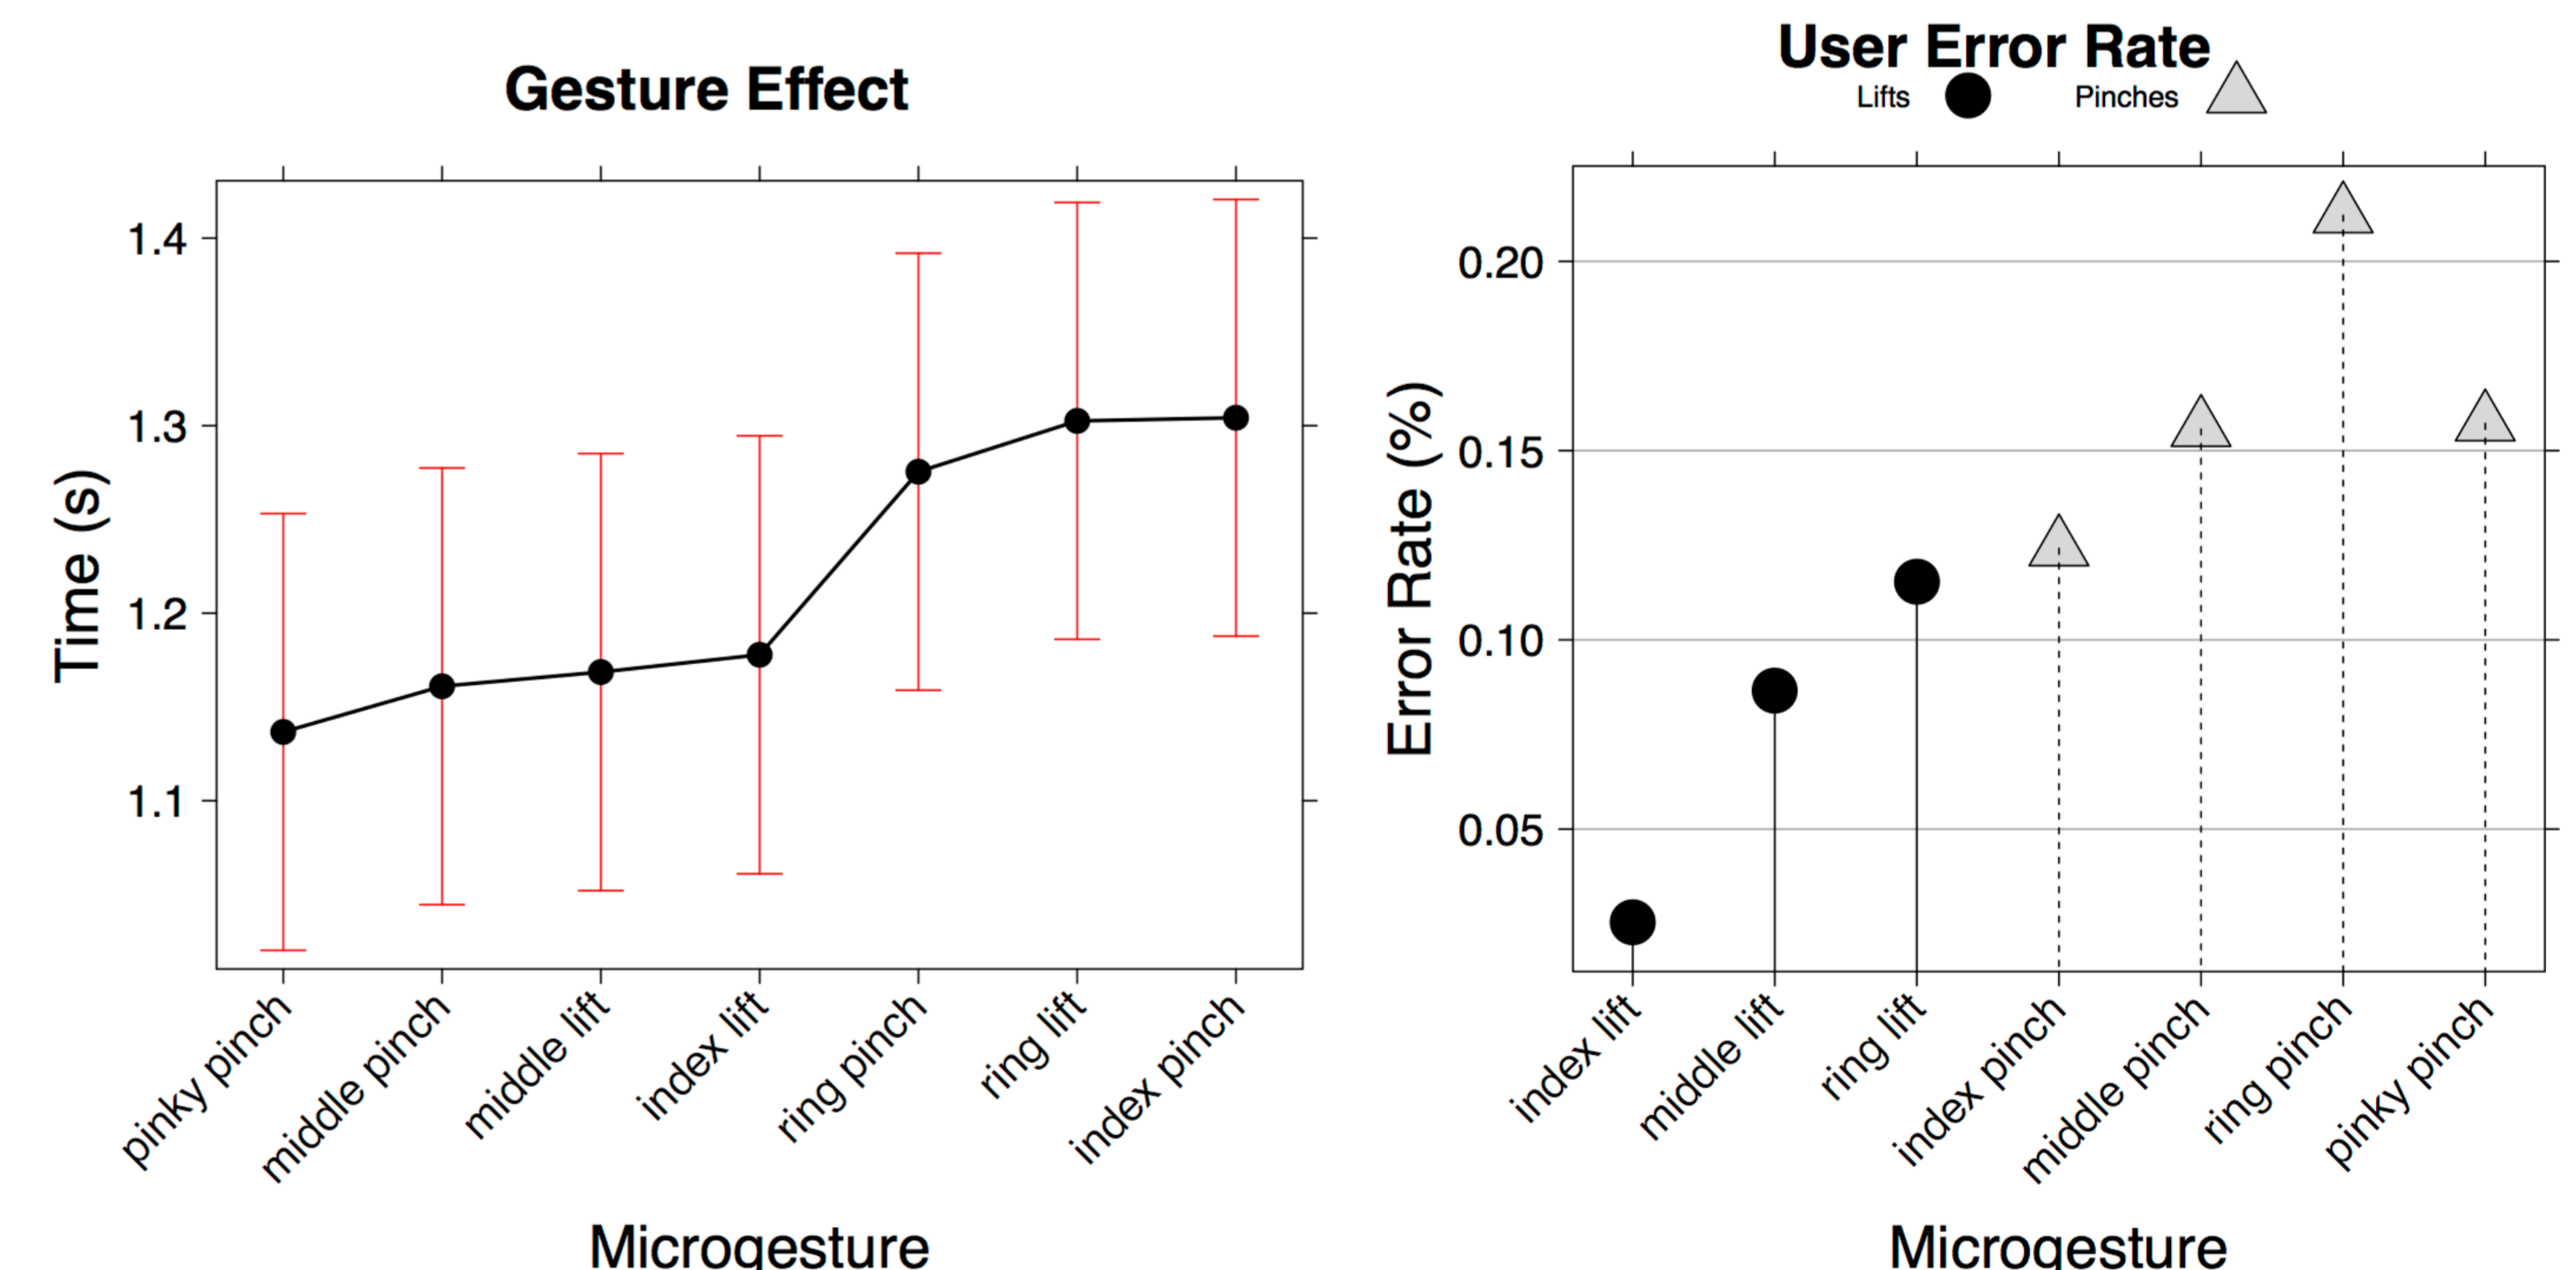 Gesture Effect
Time (s)
1.4
1.3
1.2
1.1
pinky pinch
middle pinch
middle lift
index lift
ring pinch
ring lift
index pinch
Microgesture
User Error Rate
Lifts Pinches
Error Rate (%)
0.20
0.15
0.10
0.05
index lift
middle lift
ring lift
index pinch
middle pinch
ring pinch
pinky pinch
Microgesture